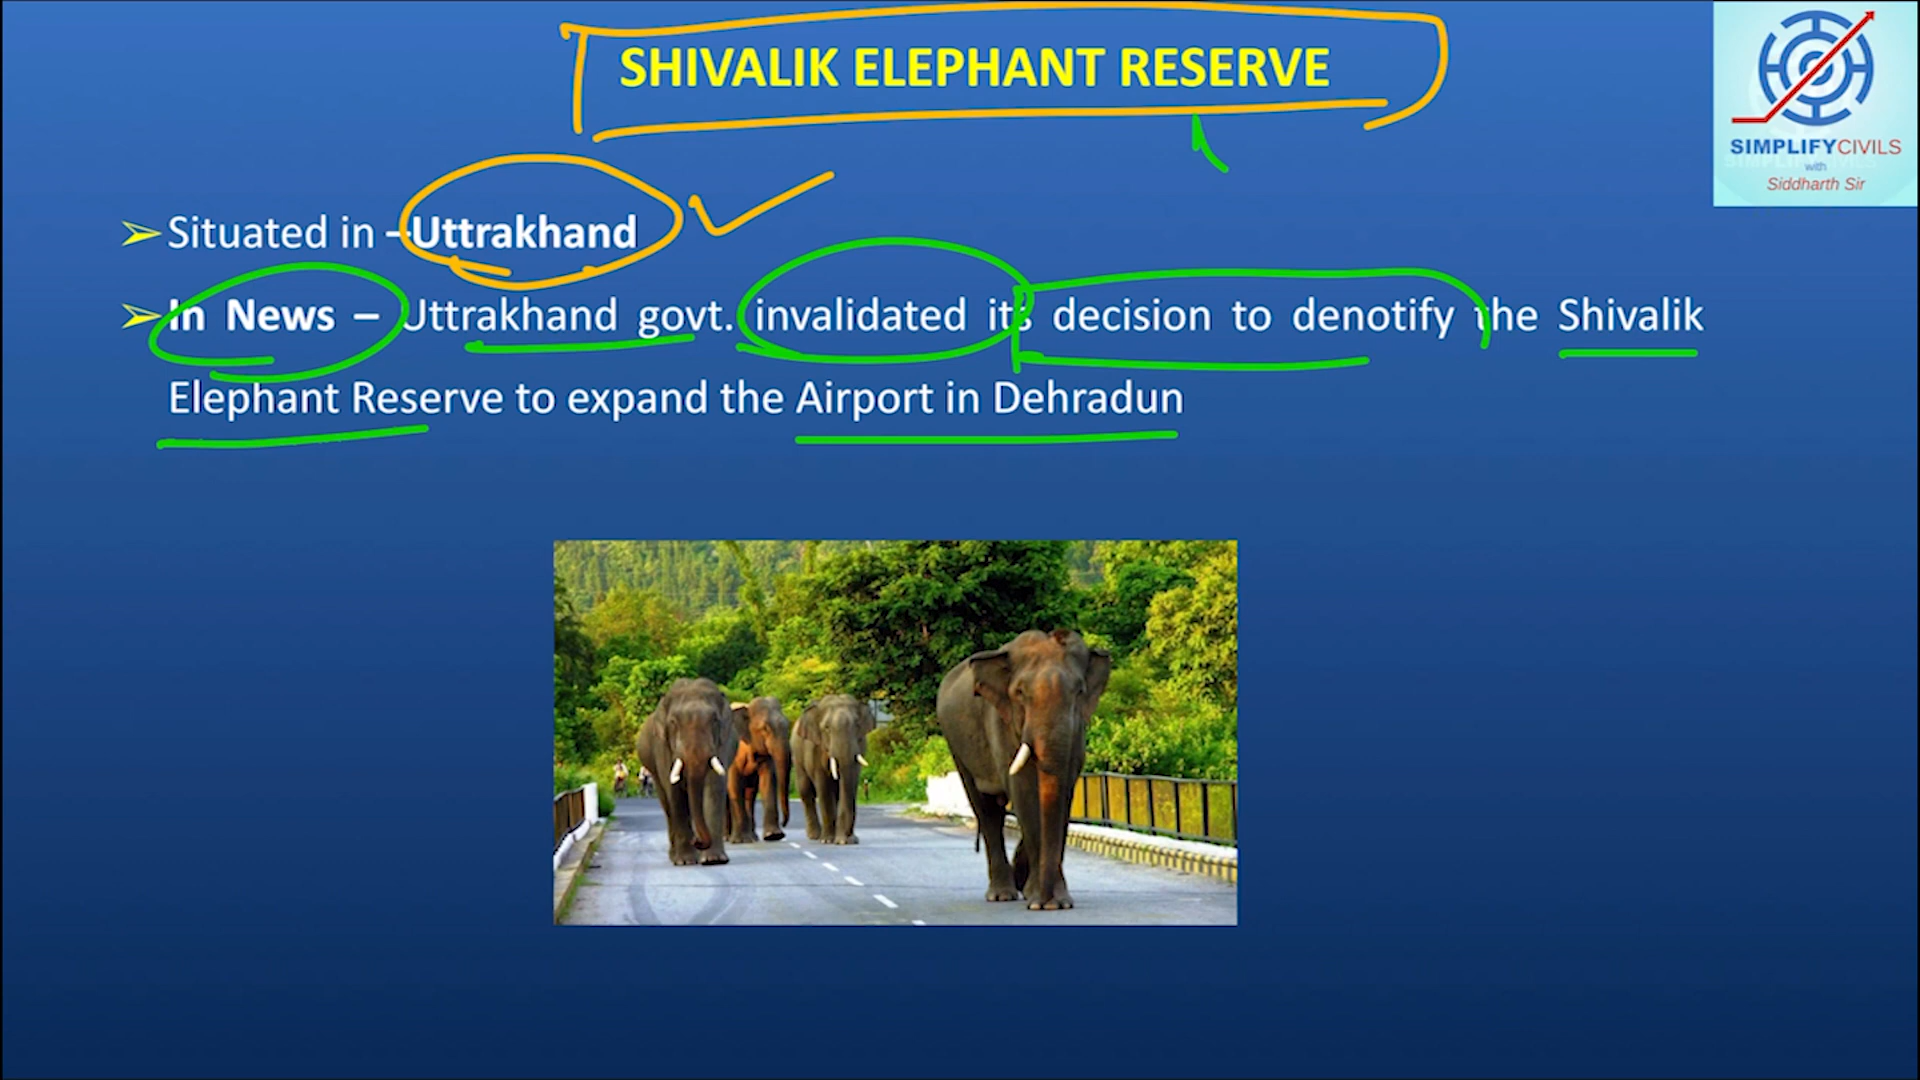 SHIVALIK ELEPHANT RESERVE
SIMPLIFYCIVILS
with
Siddharth Sir
➢ Situated in –Uttrakhand
➢ In News – Uttrakhand govt. invalidated its decision to denotify the Shivalik
Elephant Reserve to expand the Airport in Dehradun